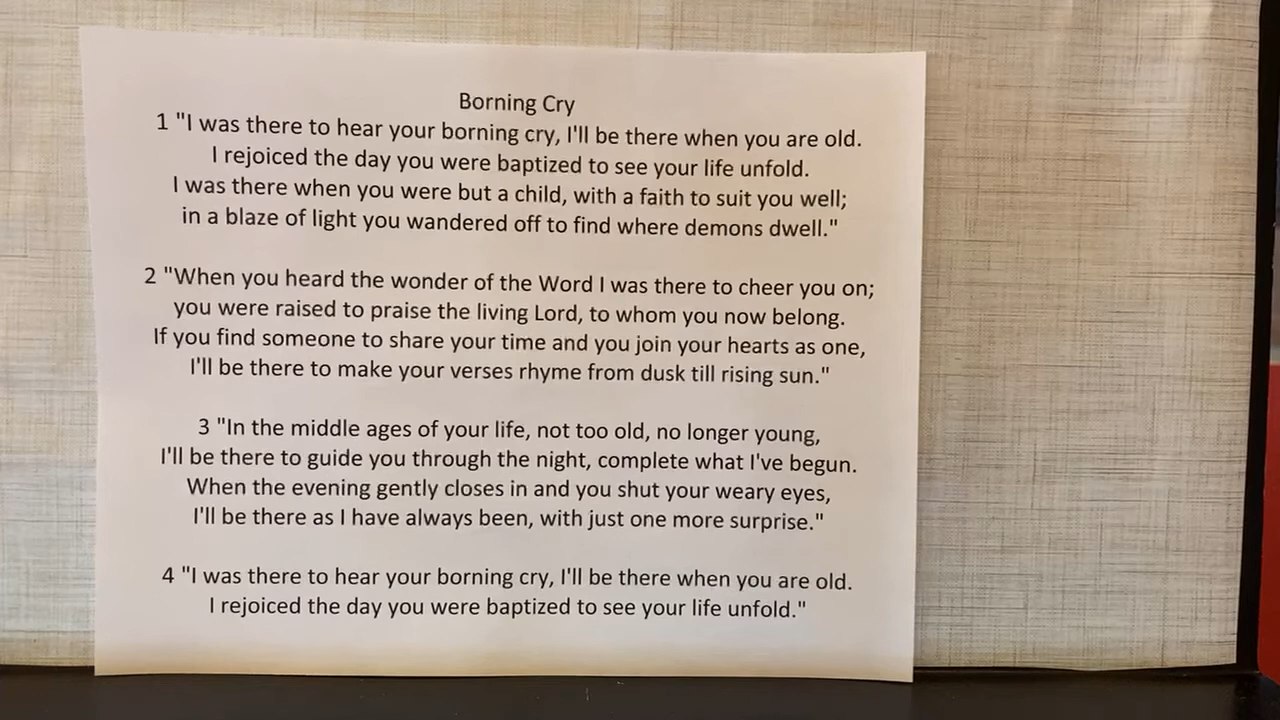 Borning Cry
1 "I was there to hear your borning cry, I'll be there when you are old.
I rejoiced the day you were baptized to see your life unfold.
I was there when you were but a child, with a faith to suit you well;
in a blaze of light you wandered off to find where demons dwell."
2 "When you heard the wonder of the Word I was there to cheer you on;
you were raised to praise the living Lord, to whom you now belong.
If you find someone to share your time and you join your hearts as one,
I'll be there to make your verses rhyme from dusk till rising sun."
3 "In the middle ages of your life, not too old, no longer young,
I'll be there to guide you through the night, complete what I've begun.
When the evening gently closes in and you shut your weary eyes,
I'll be there as I have always been, with just one more surprise."
4 "I was there to hear your borning cry, I'll be there when you are old.
I rejoiced the day you were baptized to see your life unfold."